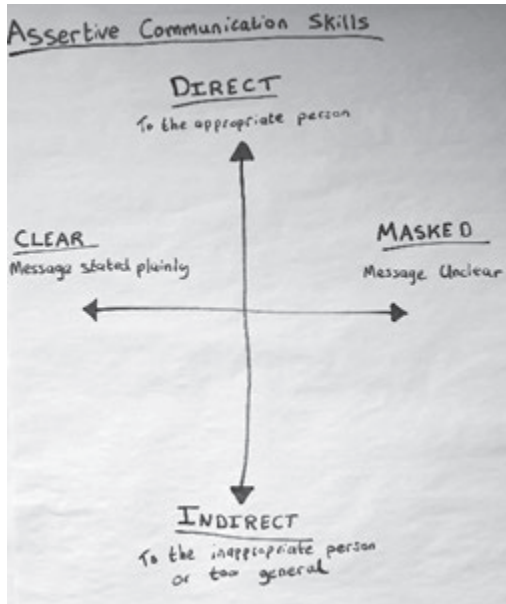 Assertive Communication Skills
DIRECT
To the appropriate person
CLEAR
Message stated plainly
MASKED
Message Unclear
INDIRECT
To the inappropriate person
or too general